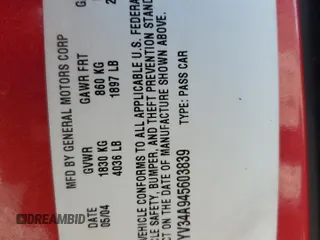 MFD BY GENERAL MOTORS CORP
DATE GVWR GAWR FRT
05/04 1830 KG 860 KG
4036 LB 1897 LB
VEHICLE CONFORMS TO ALL APPLICABLE U.S. FEDERAL
VEHICLE SAFETY, BUMPER, AND THEFT PREVENTION STAND
ON THE DATE OF MANUFACTURE SHOWN ABOVE.
YV34A945603839 TYPE: PASS CAR
DREAMBID